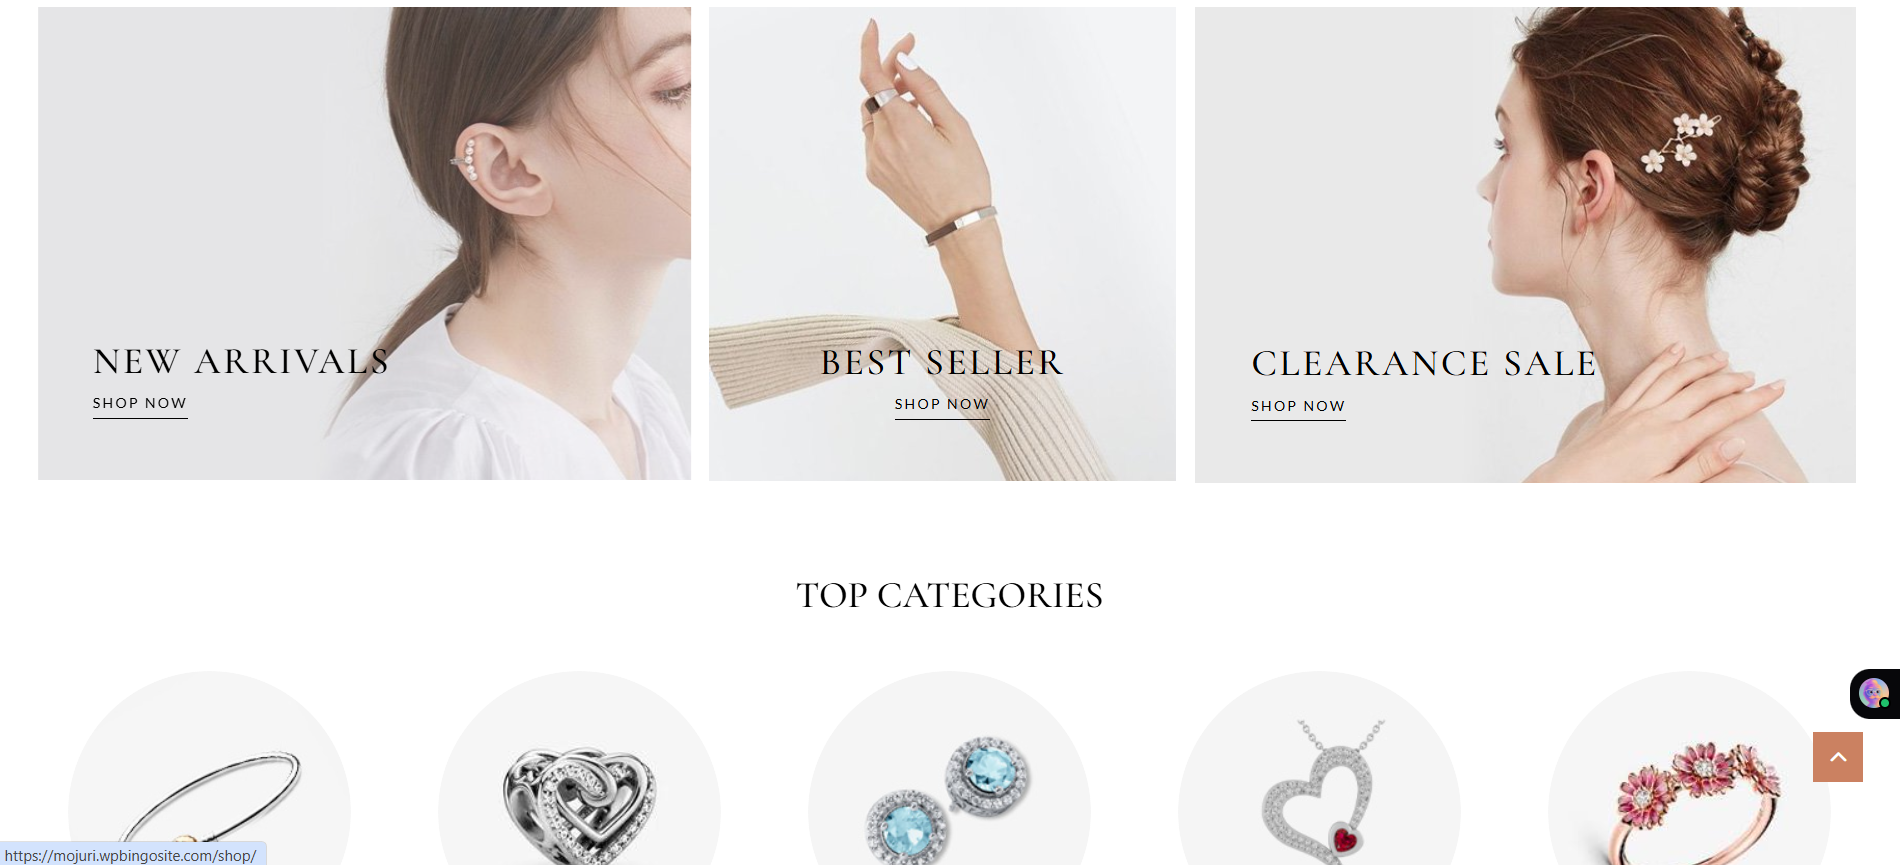 NEW ARRIVALS
SHOP NOW
BEST SELLER
SHOP NOW
CLEARANCE SALE
SHOP NOW
TOP CATEGORIES
https://mojuri.wpbingosite.com/shop/